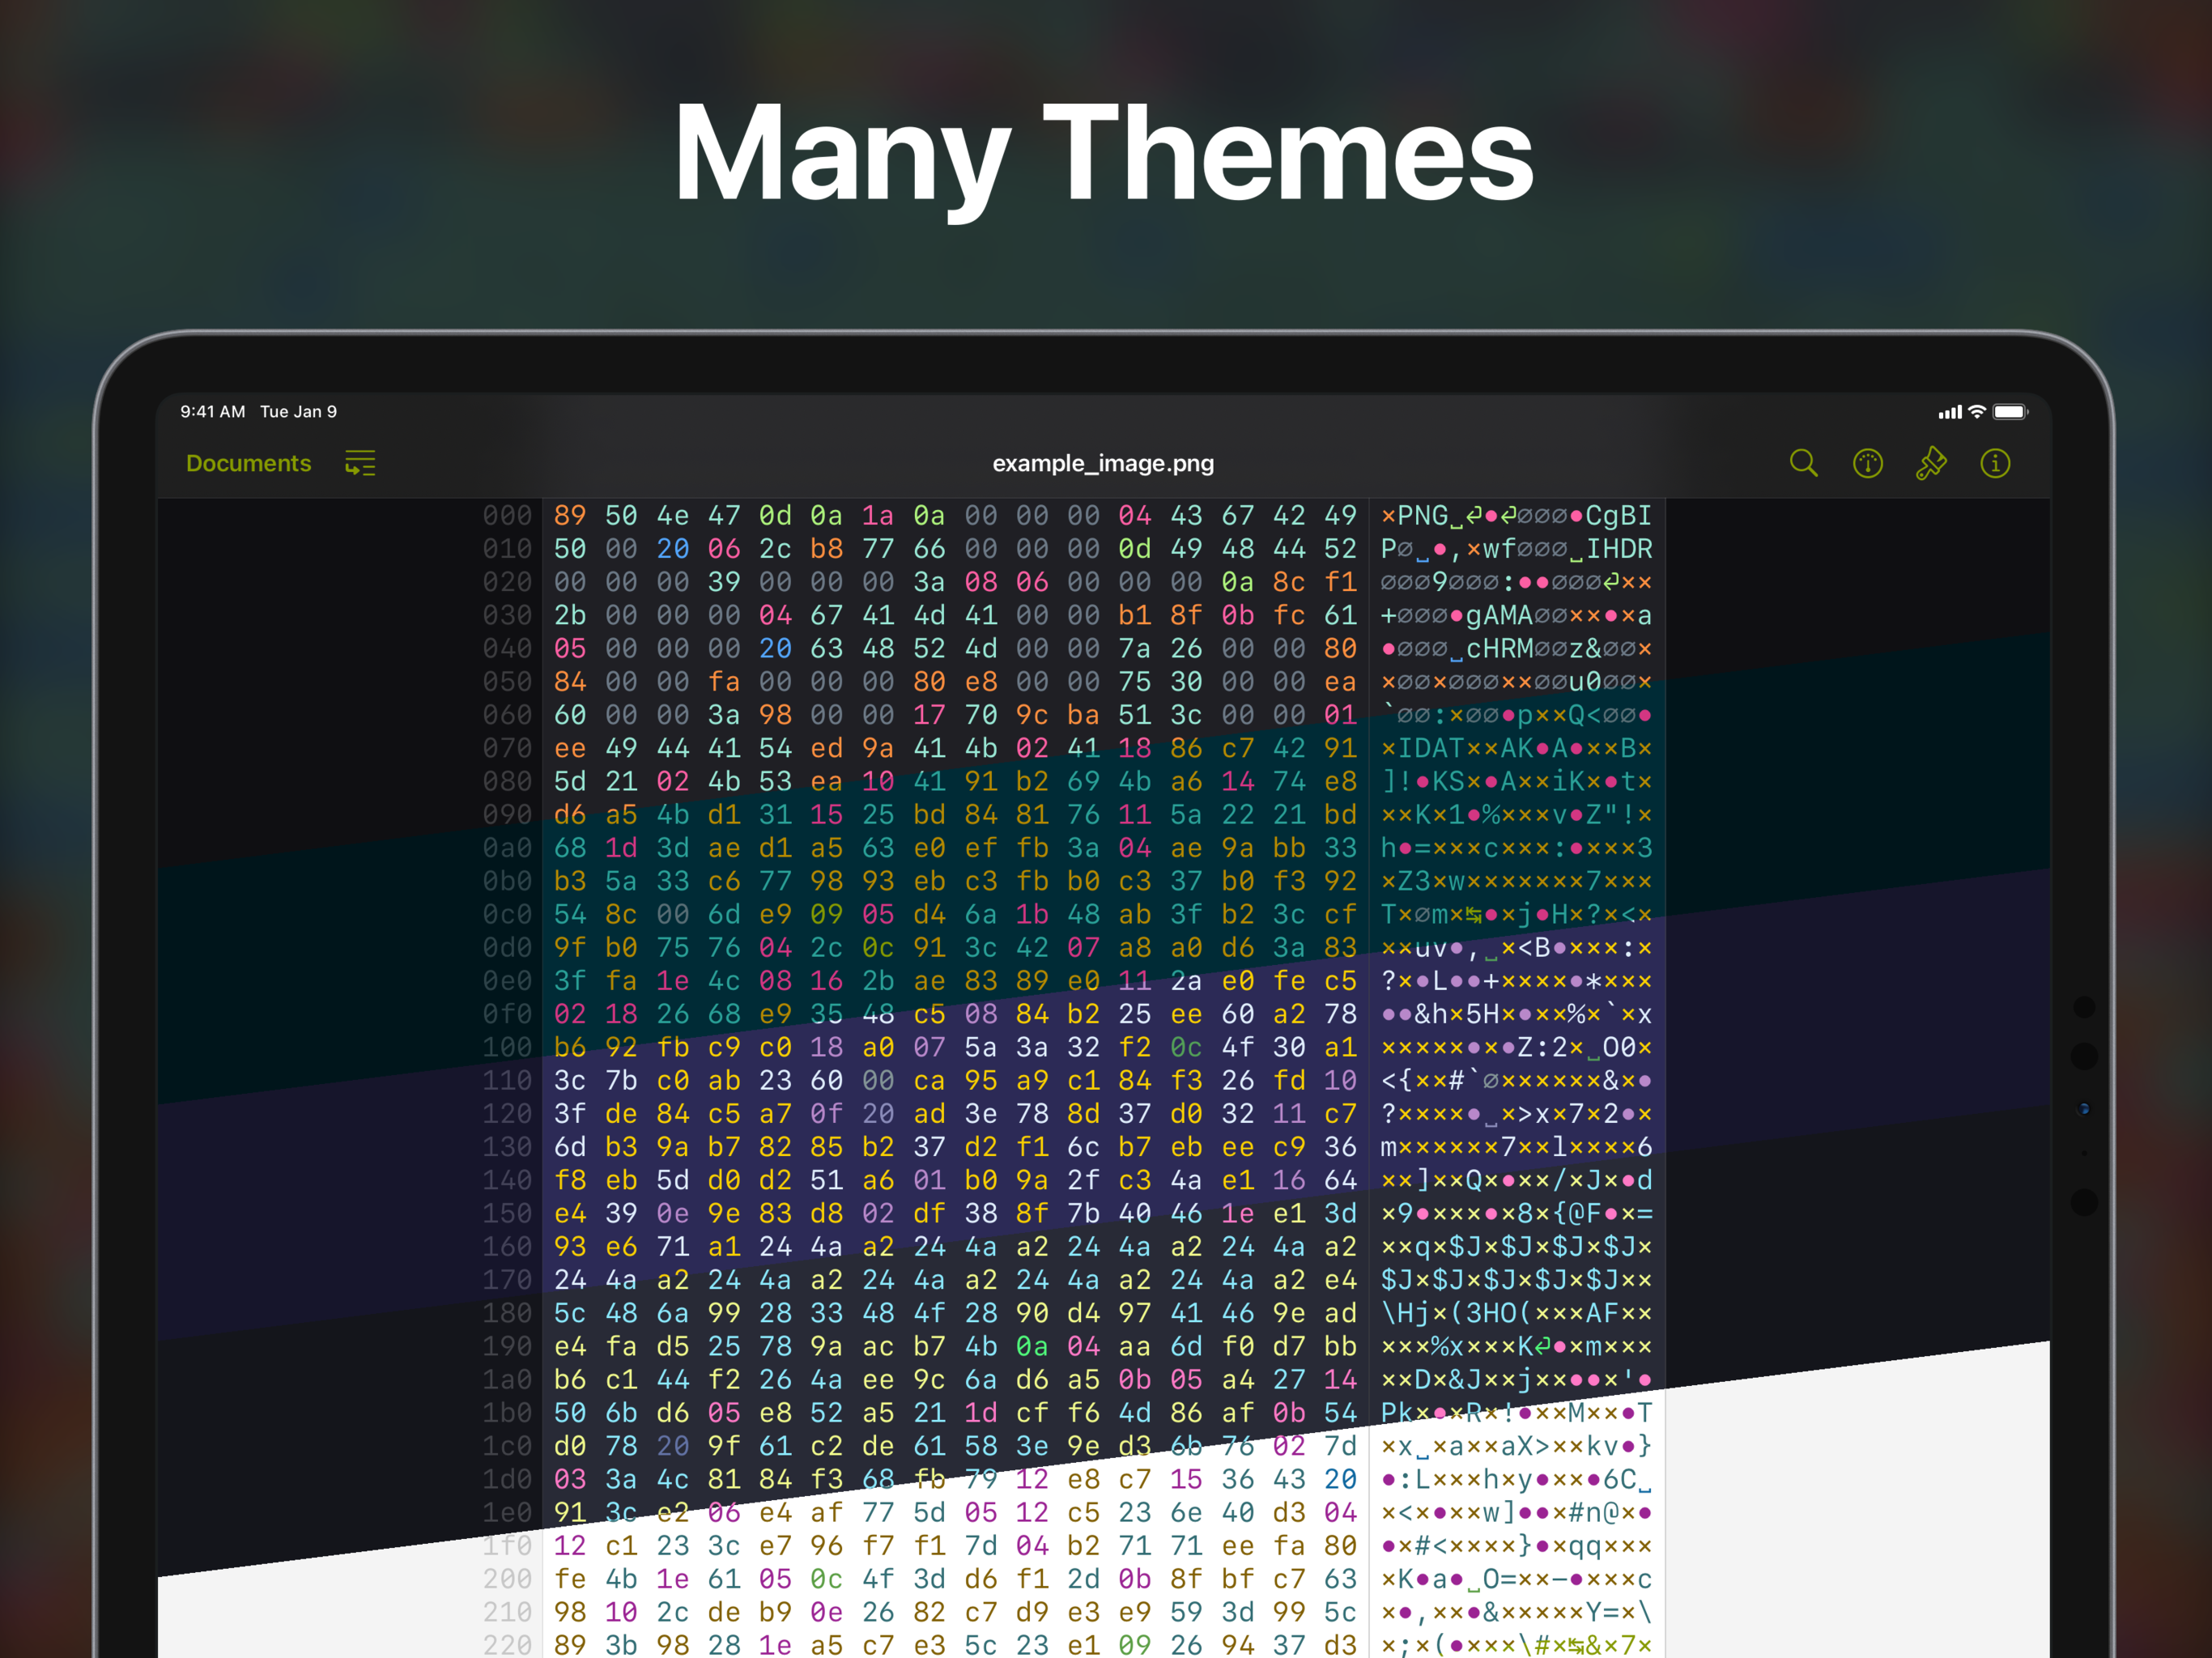 Many Themes
9:41 AM Tue Jan 9
Documents
example_image.png
000 89 50 4e 47 0d 0a 1a 0a 00 00 00 04 43 67 42 49 ×PNG␣⏎•⏎∅∅∅•CgBI
010 50 00 20 06 2c b8 77 66 00 00 00 0d 49 48 44 52 P∅␣•,×wf∅∅∅␣IHDR
020 00 00 00 39 00 00 00 3a 08 06 00 00 00 0a 8c f1 ∅∅∅9∅∅∅:••∅∅∅⏎××
030 2b 00 00 00 04 67 41 4d 41 00 00 b1 8f 0b fc 61 +∅∅∅•gAMA∅∅××•×a
040 05 00 00 00 20 63 48 52 4d 00 00 7a 26 00 00 80 •∅∅∅␣cHRM∅∅z&∅∅×
050 84 00 00 fa 00 00 00 80 e8 00 00 75 30 00 00 ea ×∅∅×∅∅∅××∅∅u0∅∅×
060 60 00 00 3a 98 00 00 17 70 9c ba 51 3c 00 00 01 `∅∅:×∅∅•p××Q<∅∅•
070 ee 49 44 41 54 ed 9a 41 4b 02 41 18 86 c7 42 91 ×IDAT××AK•A•××B×
080 5d 21 02 4b 53 ea 10 41 91 b2 69 4b a6 14 74 e8 ]!•KS×•A××iK×•t×
090 d6 a5 4b d1 31 15 25 bd 84 81 76 11 5a 22 21 bd ××K×1•%×××v•Z"!×
0a0 68 1d 3d ae d1 a5 63 e0 ef fb 3a 04 ae 9a bb 33 h•=×××c×××:•×××3
0b0 b3 5a 33 c6 77 98 93 eb c3 fb b0 c3 37 b0 f3 92 ×Z3×w×××××××7×××
0c0 54 8c 00 6d e9 09 05 d4 6a 1b 48 ab 3f b2 3c cf T×∅m×↹•×j•H×?×<×
0d0 9f b0 75 76 04 2c 0c 91 3c 42 07 a8 a0 d6 3a 83 ××uv•,␣×<B•×××:×
0e0 3f fa 1e 4c 08 16 2b ae 83 89 e0 11 2a e0 fe c5 ?×•L••+××××•*×××
0f0 02 18 26 68 e9 35 48 c5 08 84 b2 25 ee 60 a2 78 ••&h×5H×•××%×`×x
100 b6 92 fb c9 c0 18 a0 07 5a 3a 32 f2 0c 4f 30 a1 ×××××•×•Z:2×␣O0×
110 3c 7b c0 ab 23 60 00 ca 95 a9 c1 84 f3 26 fd 10 <{××#`∅××××××&×•
120 3f de 84 c5 a7 0f 20 ad 3e 78 8d 37 d0 32 11 c7 ?××××•␣×>x×7×2•×
130 6d b3 9a b7 82 85 b2 37 d2 f1 6c b7 eb ee c9 36 m××××××7××l××××6
140 f8 eb 5d d0 d2 51 a6 01 b0 9a 2f c3 4a e1 16 64 ××]××Q×•××/×J×•d
150 e4 39 0e 9e 83 d8 02 df 38 8f 7b 40 46 1e e1 3d ×9•×××•×8×{@F•×=
160 93 e6 71 a1 24 4a a2 24 4a a2 24 4a a2 24 4a a2 ××q×$J×$J×$J×$J×
170 24 4a a2 24 4a a2 24 4a a2 24 4a a2 24 4a a2 e4 $J×$J×$J×$J×$J××
180 5c 48 6a 99 28 33 48 4f 28 90 d4 97 41 46 9e ad \Hj×(3HO(×××AF××
190 e4 fa d5 25 78 9a ac b7 4b 0a 04 aa 6d f0 d7 bb ×××%x×××K⏎•×m×××
1a0 b6 c1 44 f2 26 4a ee 9c 6a d6 a5 0b 05 a4 27 14 ××D×&J××j××••×'•
1b0 50 6b d6 05 e8 52 a5 21 1d cf f6 4d 86 af 0b 54 Pk×•×R×!•××M××•T
1c0 d0 78 20 9f 61 c2 de 61 58 3e 9e d3 6b 76 02 7d ×x␣×a××aX>××kv•}
1d0 03 3a 4c 81 84 f3 68 fb 79 12 e8 c7 15 36 43 20 •:L×××h×y•××•6C␣
1e0 91 3c e2 06 e4 af 77 5d 05 12 c5 23 6e 40 d3 04 ×<×•××w]••×#n@×•
1f0 12 c1 23 3c e7 96 f7 f1 7d 04 b2 71 71 ee fa 80 •×#<××××}•×qq×××
200 fe 4b 1e 61 05 0c 4f 3d d6 f1 2d 0b 8f bf c7 63 ×K•a•␣O=××-•×××c
210 98 10 2c de b9 0e 26 82 c7 d9 e3 e9 59 3d 99 5c ×•,××•&×××××Y=×\
220 89 3b 98 28 1e a5 c7 e3 5c 23 e1 09 26 94 37 d3 ×;×(•×××\#×↹&×7×